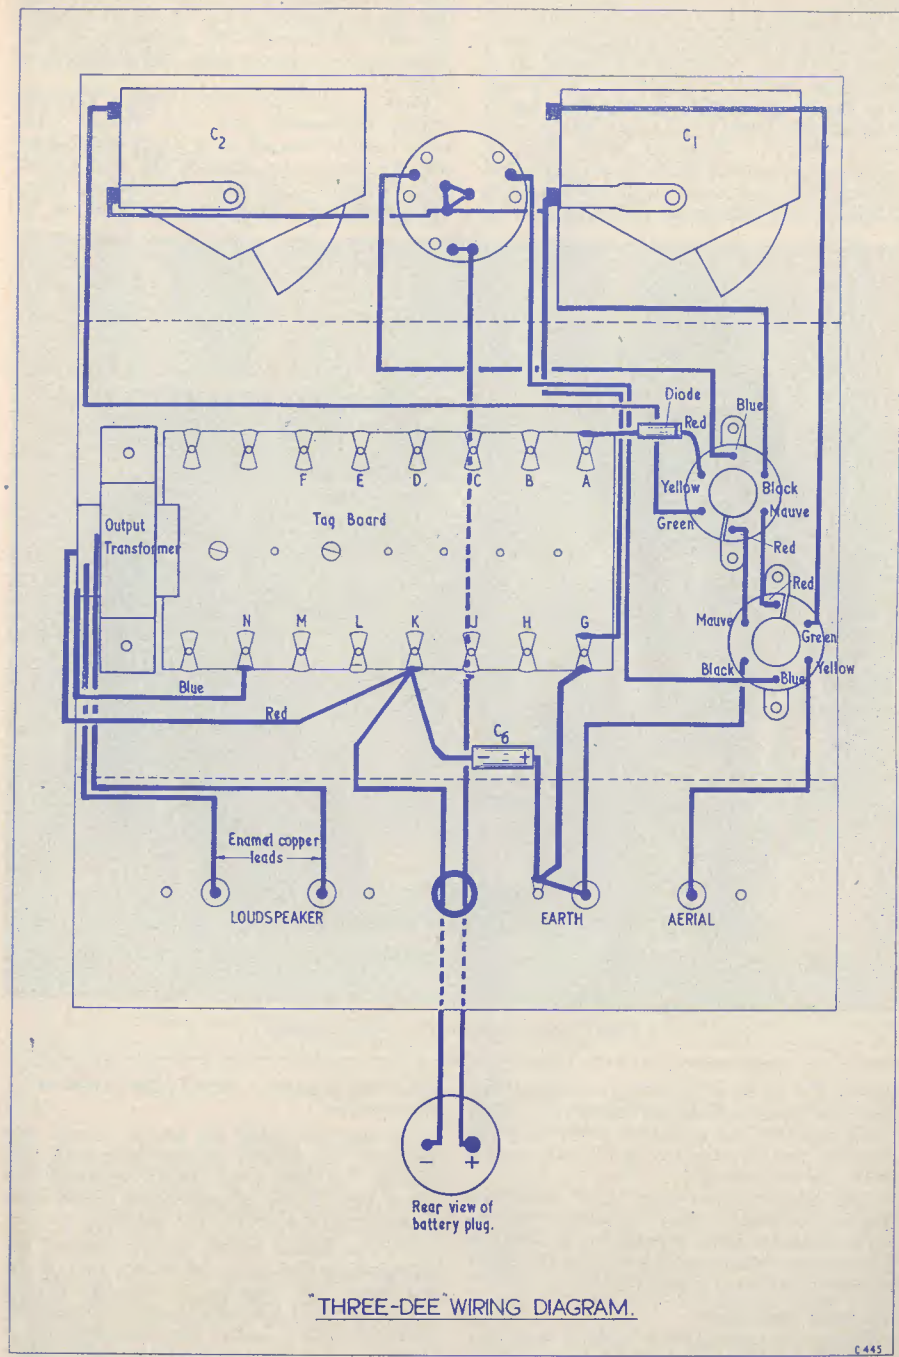 C2
C1
Diode
Red
Blue
F
E
D
C
B
A
Yellow
Black
Green
Mauve
Output
Transformer
Tag Board
Red
Red
N
M
L
K
J
H
G
Mauve
Green
Blue
Black
Blue
Yellow
Red
C6
- +
Enamel copper
leads
LOUDSPEAKER
EARTH
AERIAL
- +
Rear view of
battery plug.
"THREE-DEE" WIRING DIAGRAM.
C445